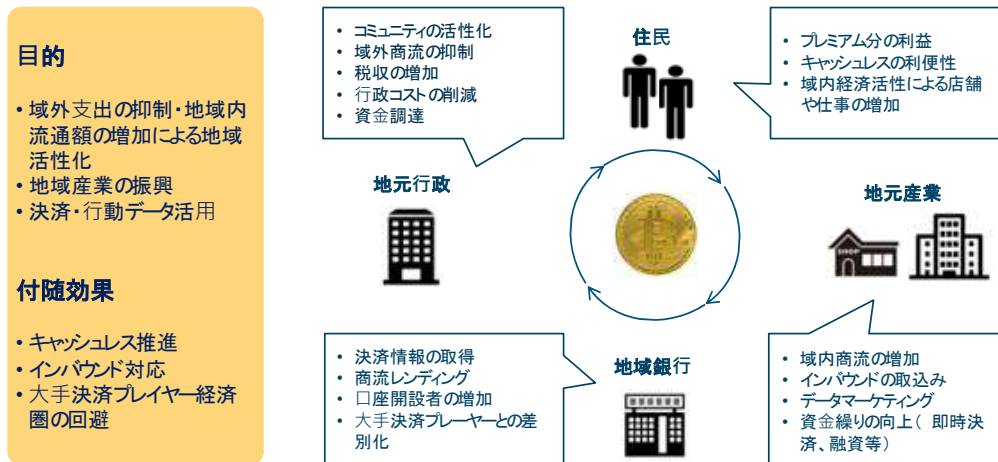 目的
• 域外支出の抑制・地域内
流通額の増加による地域
活性化
• 地域産業の振興
• 決済・行動データ活用
付随効果
• キャッシュレス推進
• インバウンド対応
• 大手決済プレイヤー経済
圏の回避
• コミュニティの活性化
• 域外商流の抑制
• 税収の増加
• 行政コストの削減
• 資金調達
住民
• プレミアム分の利益
• キャッシュレスの利便性
• 域内経済活性による店舗
や仕事の増加
地元行政
地元産業
SHOP
• 決済情報の取得
• 商流レンディング
• 口座開設者の増加
• 大手決済プレーヤーとの差
別化
地域銀行
• 域内商流の増加
• インバウンドの取込み
• データマーケティング
• 資金繰りの向上( 即時決
済、融資等)